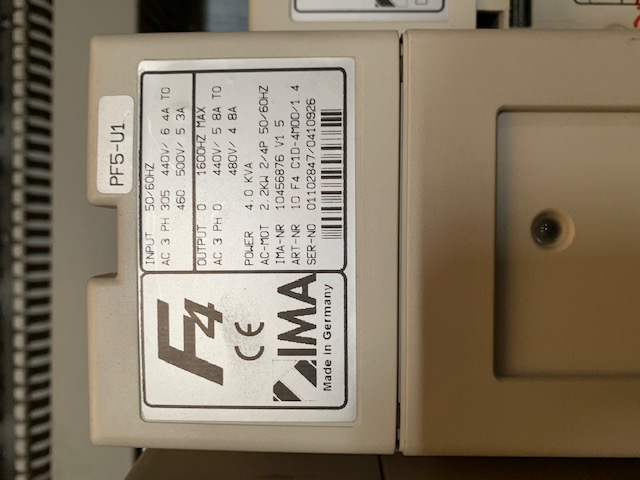 PF5-U1
INPUT 50/60HZ
AC 3 PH 305 440V/ 6 4A TO
460 500V/ 5 3A
OUTPUT 0 1600HZ MAX
AC 3 PH 0 440V/ 5 8A TO
480V/ 4 8A
POWER 4.0 KVA
AC-MOT 2.2KW 2/4P 50/60HZ
IMA-NR 10456876 V1 5
ART-NR 10 F4 C1D-4M00/1 4
SER-NO 01102847/0410926
F4
CE
IMA
Made in Germany